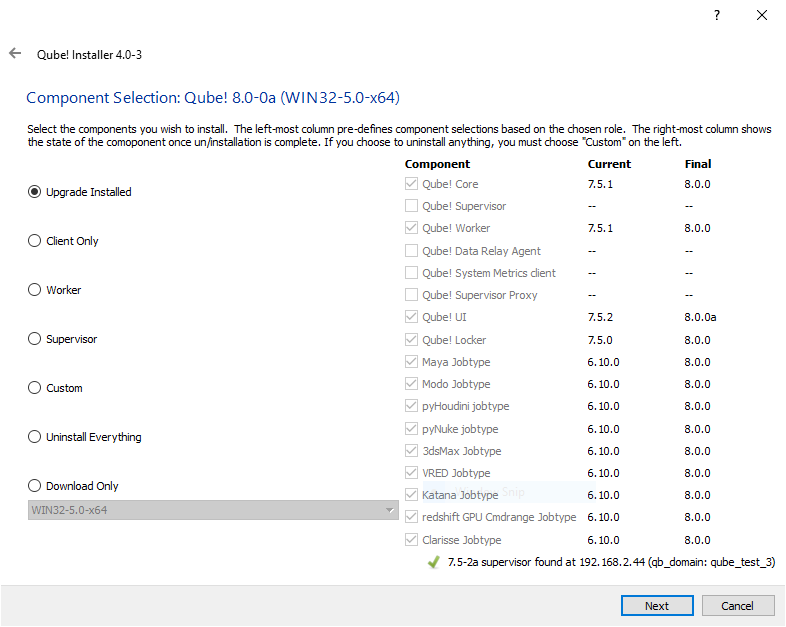 ?
Qube! Installer 4.0-3
Component Selection: Qube! 8.0-0a (WIN32-5.0-x64)
Select the components you wish to install. The left-most column pre-defines component selections based on the chosen role. The right-most column shows
the state of the comoponent once un/installation is complete. If you choose to uninstall anything, you must choose "Custom" on the left.
Upgrade Installed
Client Only
Worker
Supervisor
Custom
Uninstall Everything
Download Only
WIN32-5.0-x64
Component Current Final
Qube! Core 7.5.1 8.0.0
Qube! Supervisor -- --
Qube! Worker 7.5.1 8.0.0
Qube! Data Relay Agent -- --
Qube! System Metrics client -- --
Qube! Supervisor Proxy -- --
Qube! UI 7.5.2 8.0.0a
Qube! Locker 7.5.0 8.0.0
Maya Jobtype 6.10.0 8.0.0
Modo Jobtype 6.10.0 8.0.0
pyHoudini jobtype 6.10.0 8.0.0
pyNuke jobtype 6.10.0 8.0.0
3dsMax Jobtype 6.10.0 8.0.0
VRED Jobtype 6.10.0 8.0.0
Katana Jobtype 6.10.0 8.0.0
redshift GPU Cmdrange Jobtype 6.10.0 8.0.0
Clarisse Jobtype 6.10.0 8.0.0
7.5-2a supervisor found at 192.168.2.44 (qb_domain: qube_test_3)
Next
Cancel